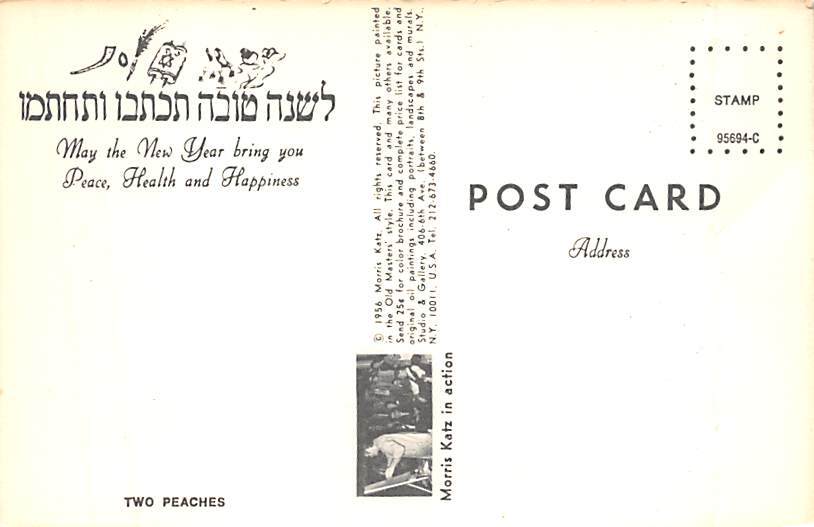 לשנה טובה תכתבו ותחתמו
May the New Year bring you
Peace, Health and Happiness
TWO PEACHES
© 1956 Morris Katz. All rights reserved. This picture painted
in the Old Masters' style. This card and many others available.
Send 25¢ for color brochure and complete price list for cards and
original oil paintings including portraits, landscapes and murals.
Studio & Gallery, 406-6th Ave. (between 8th & 9th Sts.) N.Y.,
N.Y. 10011, U.S.A. Tel. 212-673-4660.
Morris Katz in action
STAMP
95694-C
POST CARD
Address